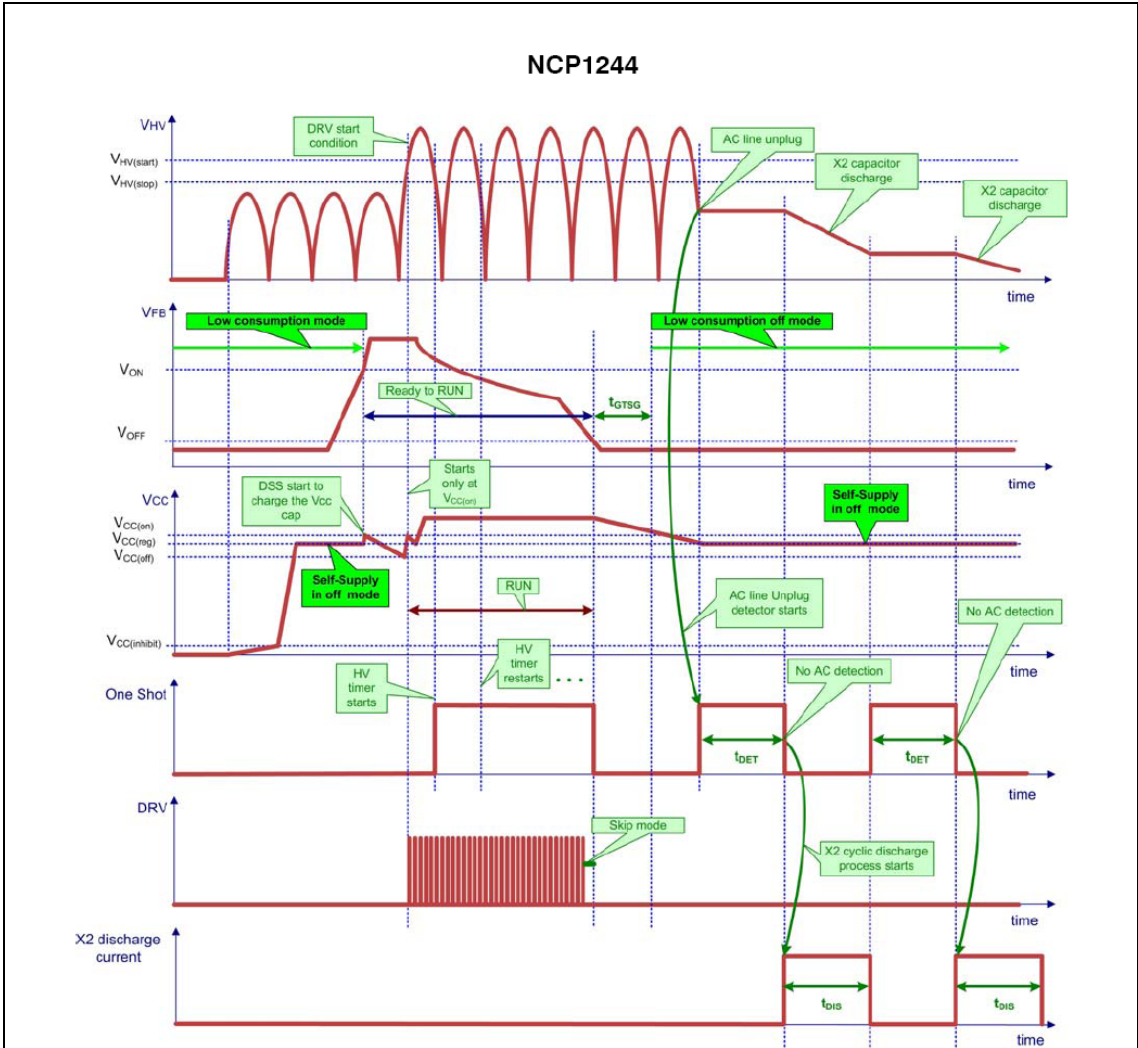 NCP1244
VHV
DRV start
condition
AC line unplug
VHV(start)
VHV(stop)
X2 capacitor
discharge
X2 capacitor
discharge
time
VFB
Low consumption mode
Low consumption off mode
VON
Ready to RUN
tGTSG
VOFF
time
Starts
only at
VCC(on)
DSS start to
charge the Vcc
cap
VCC
Self-Supply
in off mode
VCC(on)
VCC(reg)
VCC(off)
Self-Supply
in off mode
RUN
AC line Unplug
detector starts
No AC detection
VCC(inhibit)
time
HV
timer
restarts
HV
timer
starts
No AC detection
One Shot
tDET
tDET
time
DRV
Skip mode
X2 cyclic discharge
process starts
time
X2 discharge
current
tDIS
tDIS
time